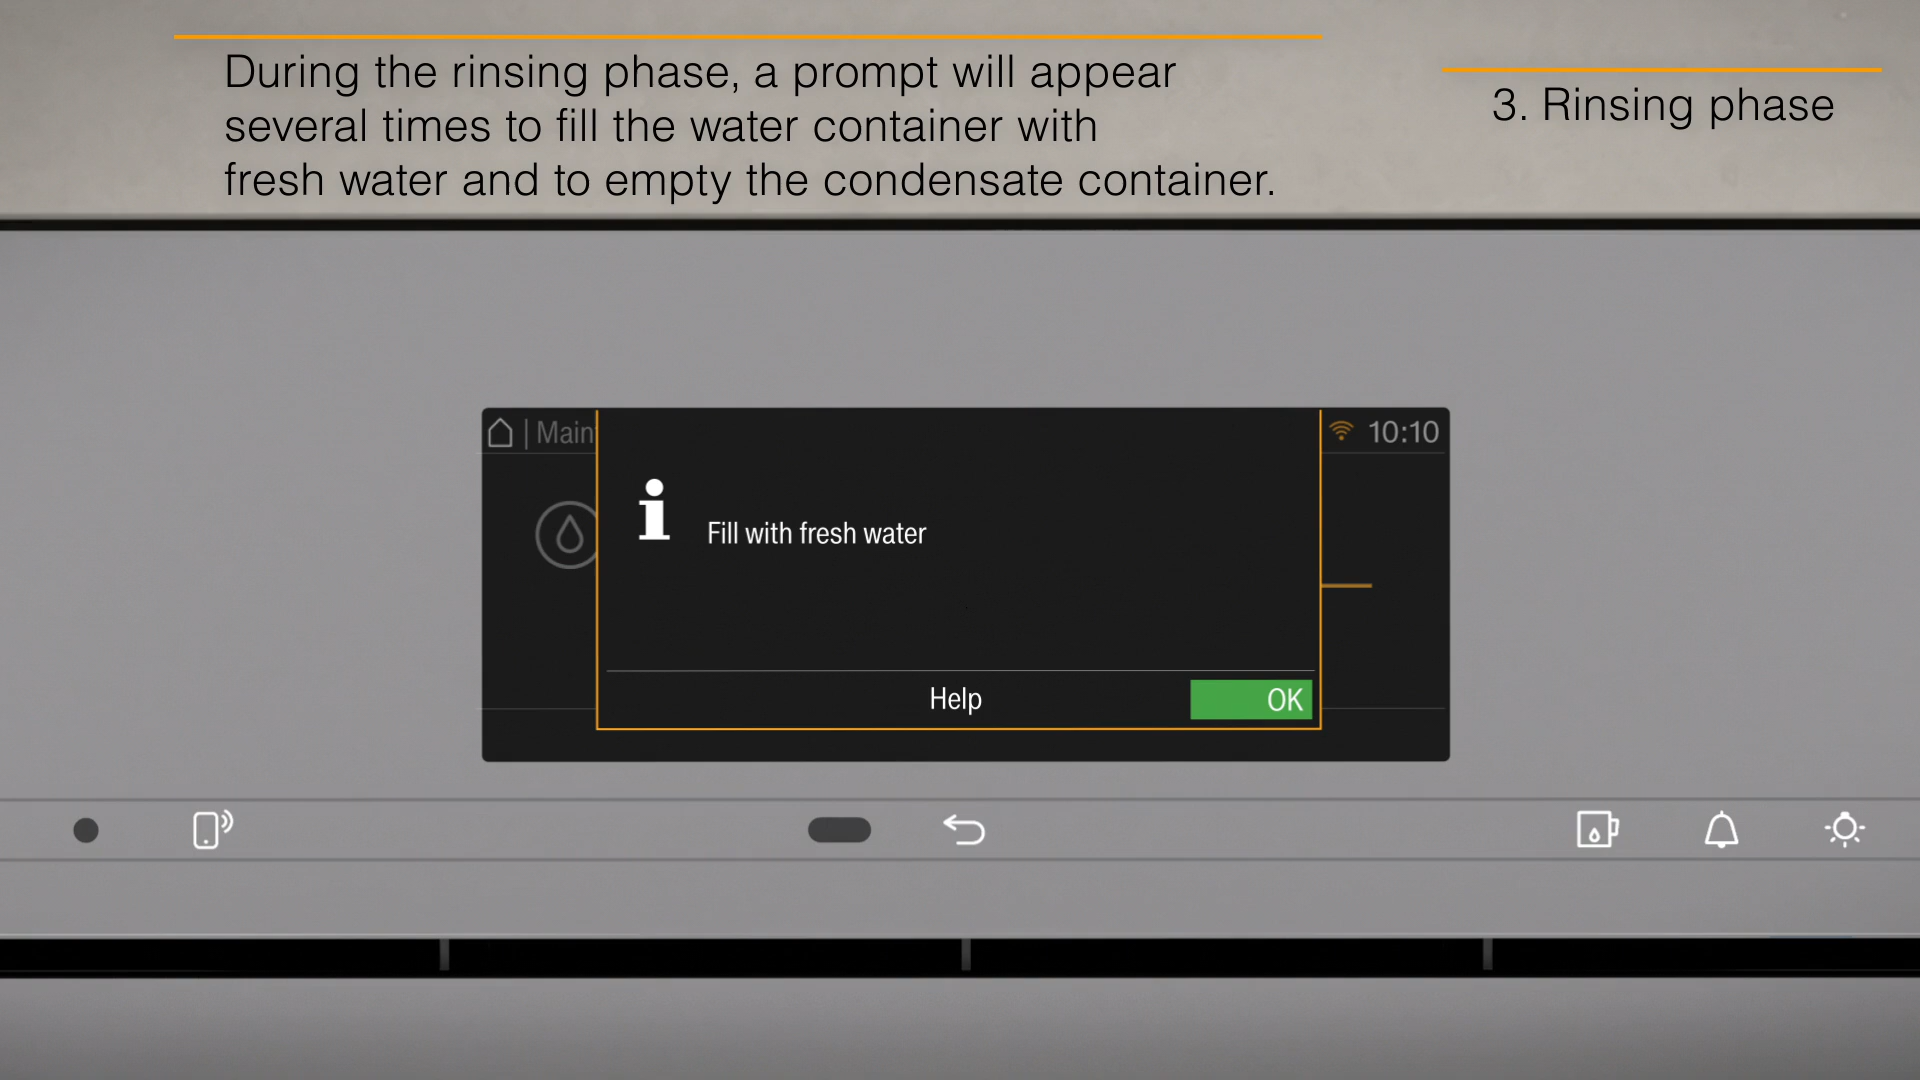 During the rinsing phase, a prompt will appear
several times to fill the water container with
fresh water and to empty the condensate container.
3. Rinsing phase
Main
10:10
i
Fill with fresh water
Help
OK